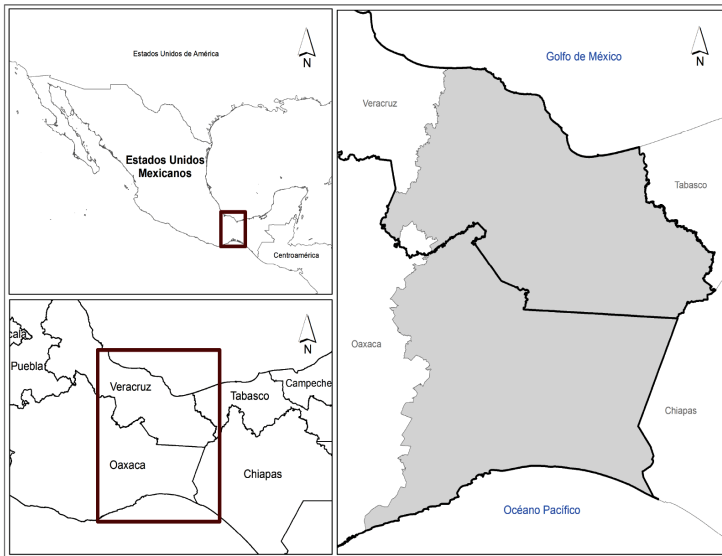 Estados Unidos de América
N
Estados Unidos
Mexicanos
Centroamérica
N
cala
Puebla
Veracruz
Campeche
Tabasco
Oaxaca
Chiapas
Golfo de México
N
Veracruz
Tabasco
Oaxaca
Chiapas
Océano Pacífico